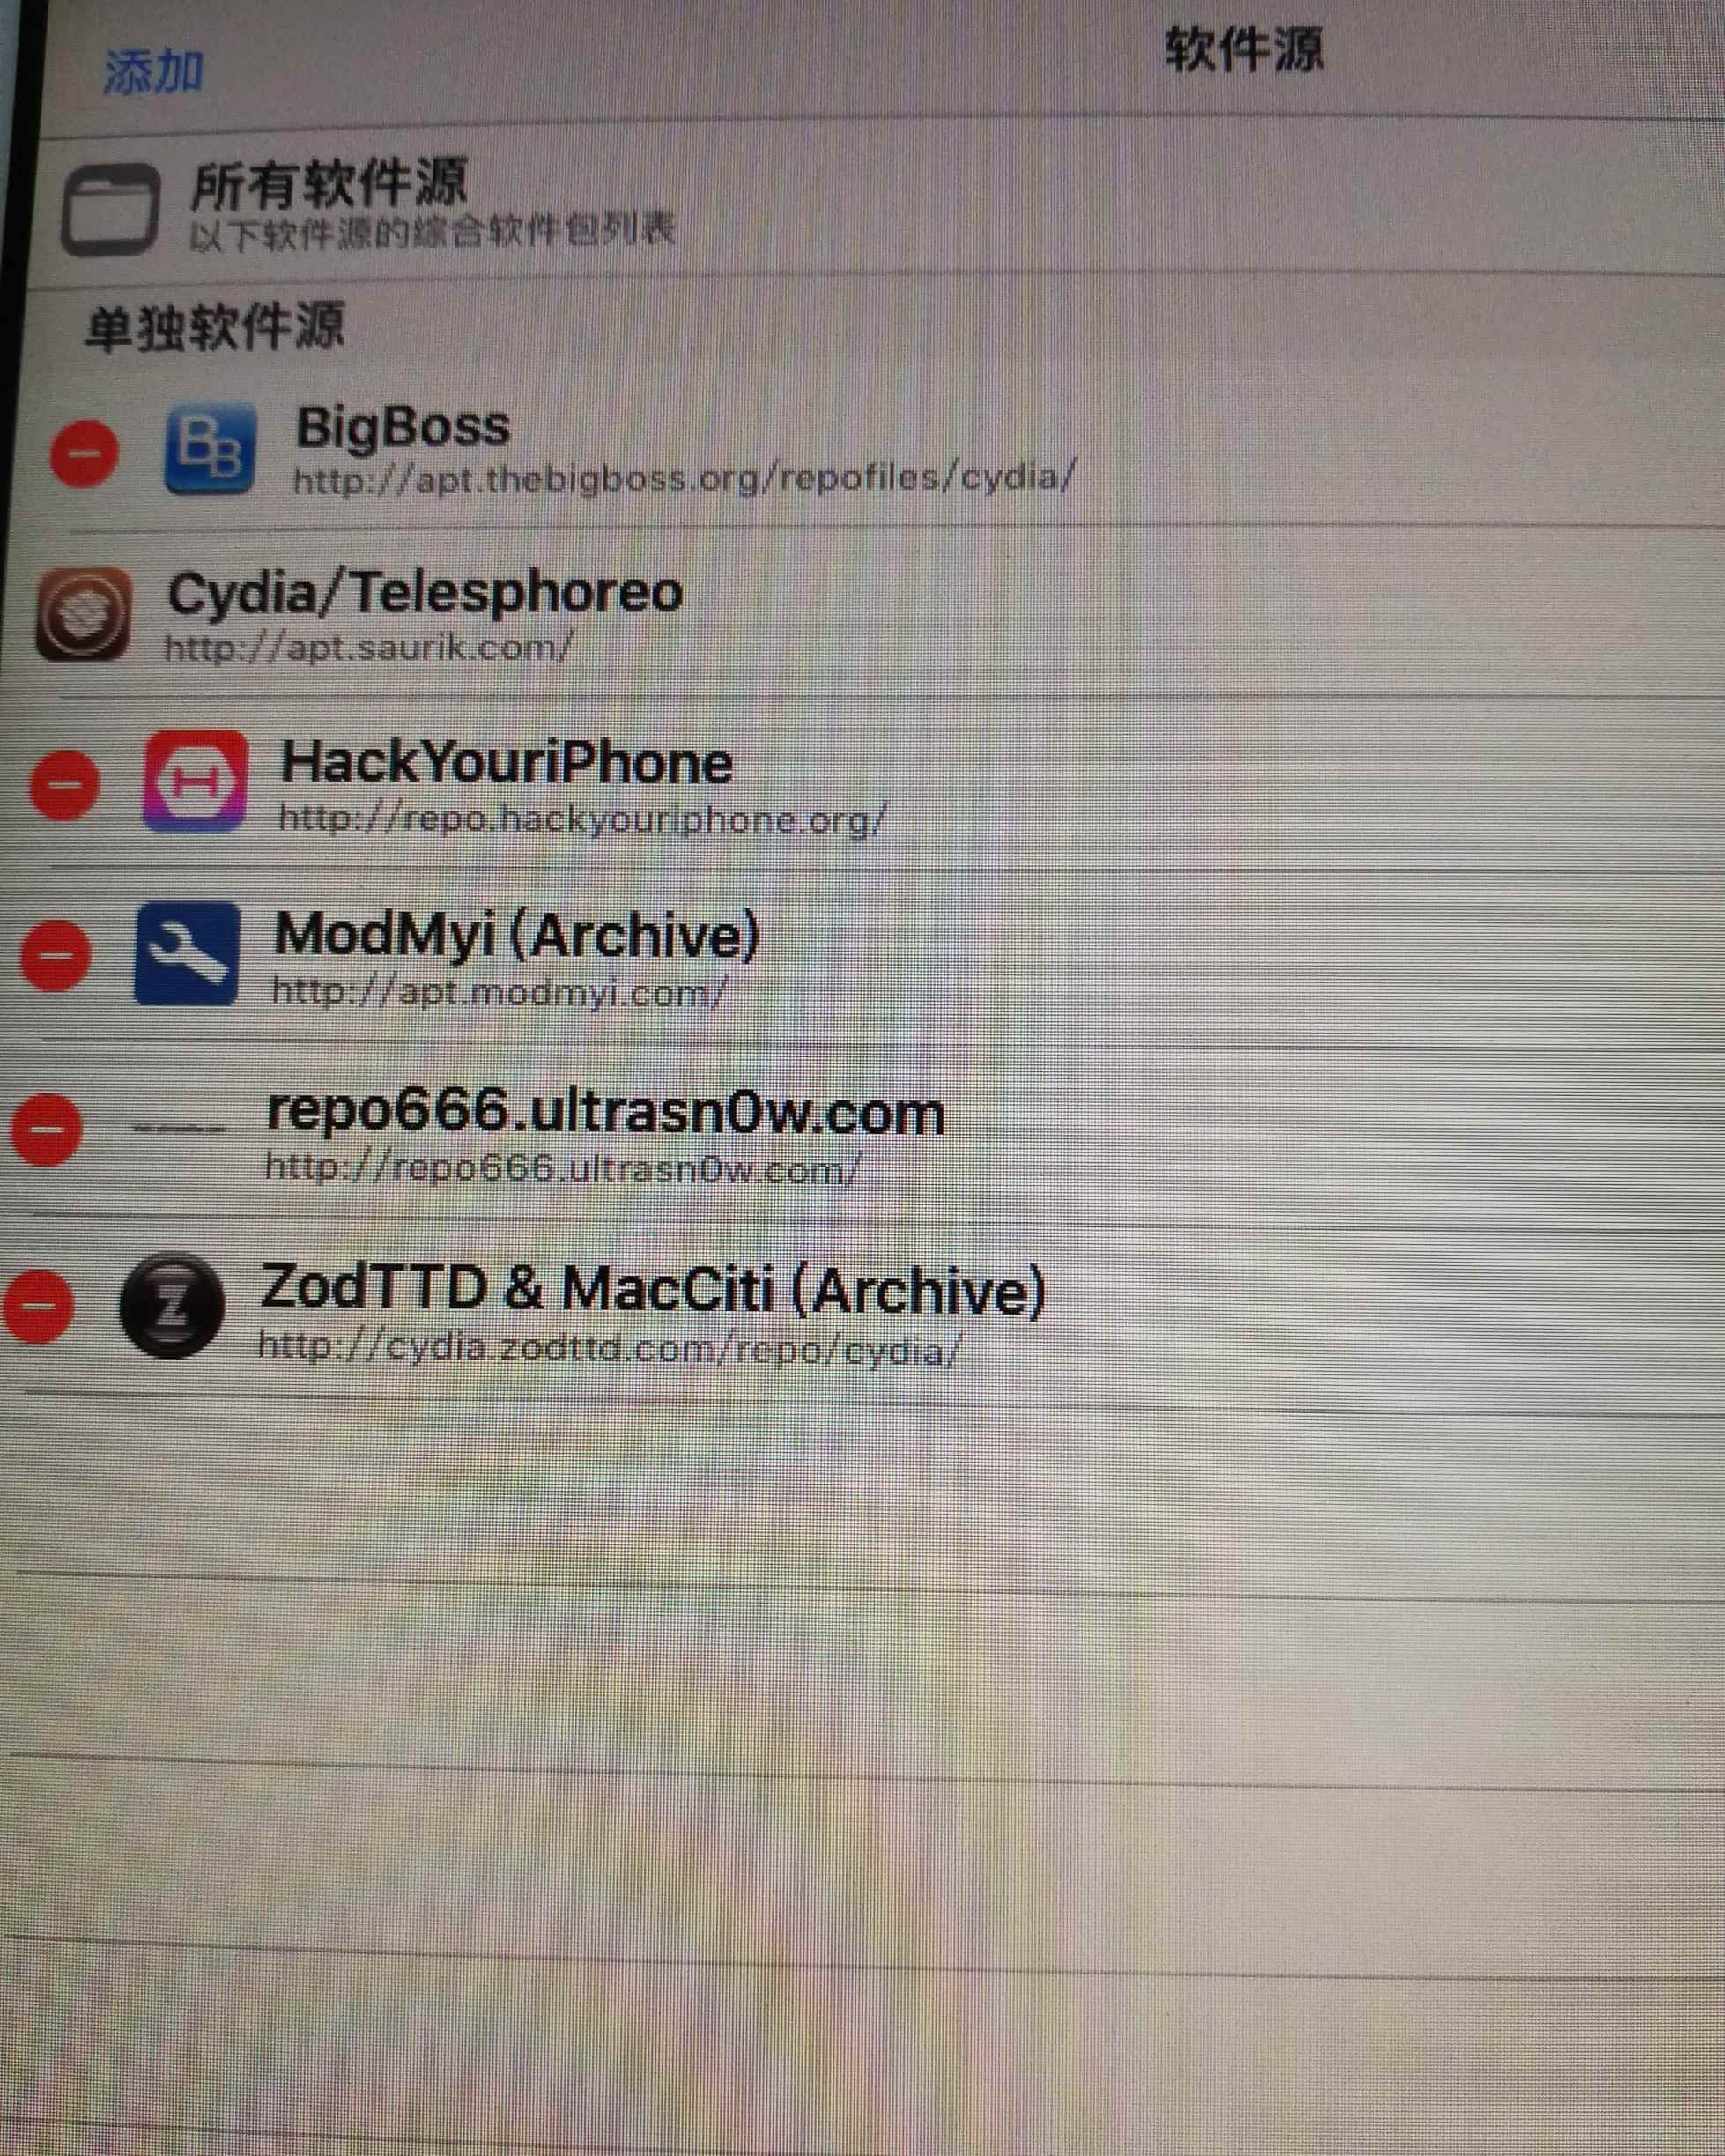 添加
软件源
所有软件源
以下软件源的综合软件包列表
单独软件源
BigBoss
http://apt.thebigboss.org/repofiles/cydia/
Cydia/Telesphoreo
http://apt.saurik.com/
HackYouriPhone
http://repo.hackyouriphone.org/
ModMyi (Archive)
http://apt.modmyi.com/
repo666.ultrasn0w.com
http://repo666.ultrasn0w.com/
ZodTTD & MacCiti (Archive)
http://cydia.zodttd.com/repo/cydia/